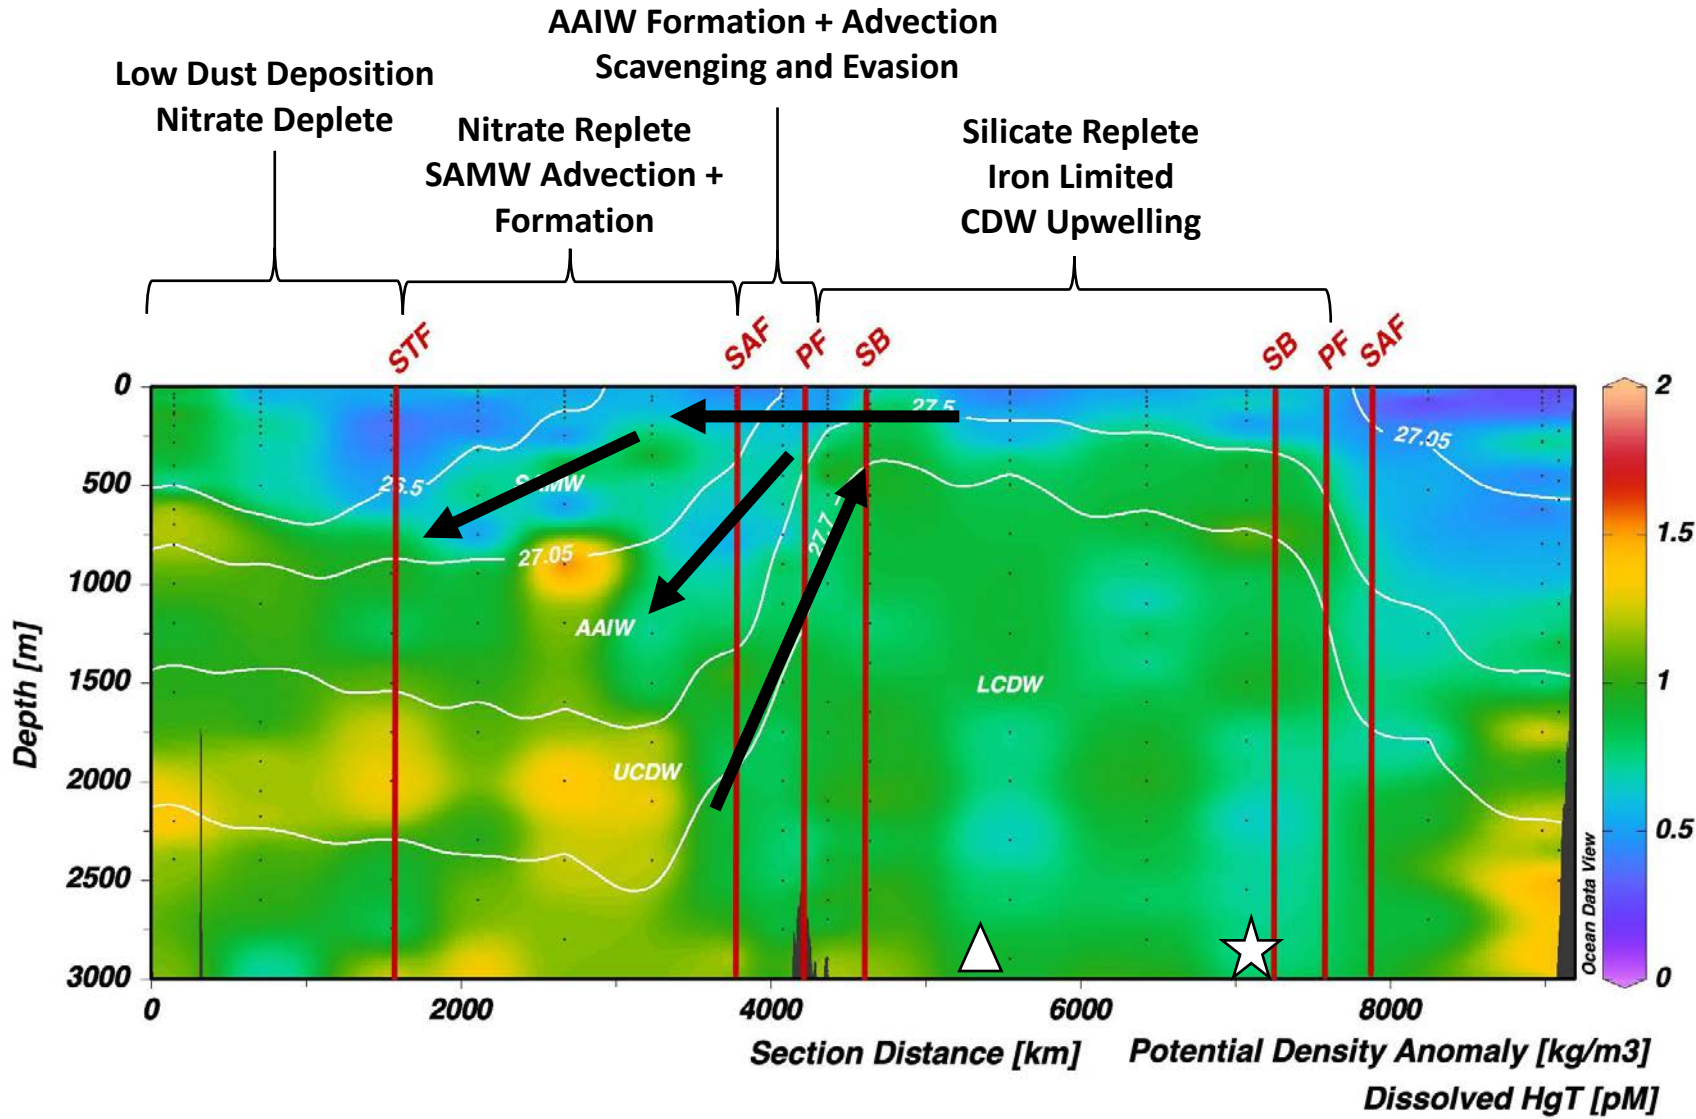 AAIW Formation + Advection
Scavenging and Evasion
Low Dust Deposition
Nitrate Deplete
Nitrate Replete
SAMW Advection +
Formation
Silicate Replete
Iron Limited
CDW Upwelling
STF
SAF
PF
SB
SB
PF
SAF
0
500
1000
1500
2000
2500
3000
Depth [m]
26.5
SAMW
27.05
AAIW
UCDW
27.5
27.7
LCDW
27.05
2
1.5
1
0.5
0
Ocean Data View
0
2000
4000
6000
8000
Section Distance [km]
Potential Density Anomaly [kg/m3]
Dissolved HgT [pM]